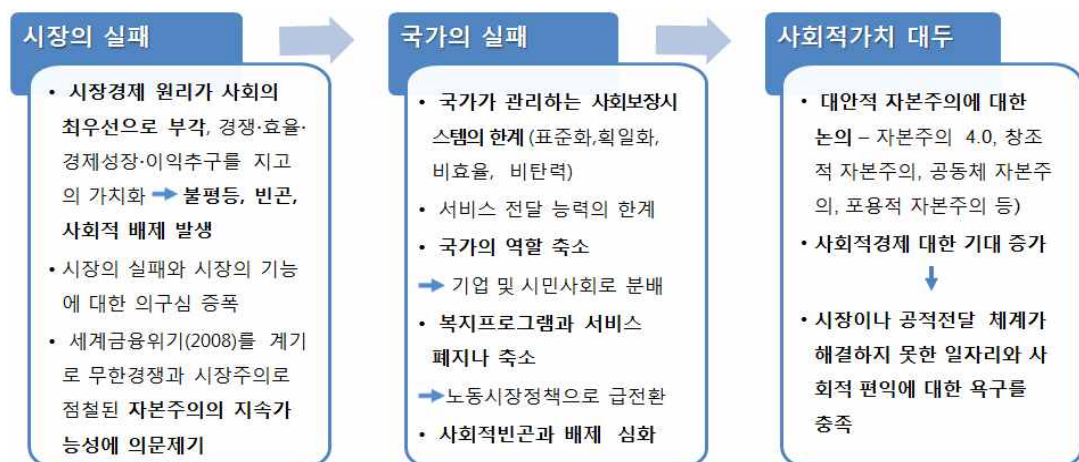 시장의 실패
• 시장경제 원리가 사회의
최우선으로 부각, 경쟁·효율·
경제성장·이익추구를 지고
의 가치화 ➡ 불평등, 빈곤,
사회적 배제 발생
• 시장의 실패와 시장의 기능
에 대한 의구심 증폭
• 세계금융위기(2008)를 계기
로 무한경쟁과 시장주의로
점철된 자본주의의 지속가
능성에 의문제기
국가의 실패
• 국가가 관리하는 사회보장시
스템의 한계 (표준화,획일화,
비효율, 비탄력)
• 서비스 전달 능력의 한계
• 국가의 역할 축소
➡ 기업 및 시민사회로 분배
• 복지프로그램과 서비스
폐지나 축소
➡노동시장정책으로 급전환
• 사회적빈곤과 배제 심화
사회적가치 대두
• 대안적 자본주의에 대한
논의 – 자본주의 4.0, 창조
적 자본주의, 공동체 자본주
의, 포용적 자본주의 등)
• 사회적경제 대한 기대 증가
• 시장이나 공적전달 체계가
해결하지 못한 일자리와 사
회적 편익에 대한 욕구를
충족